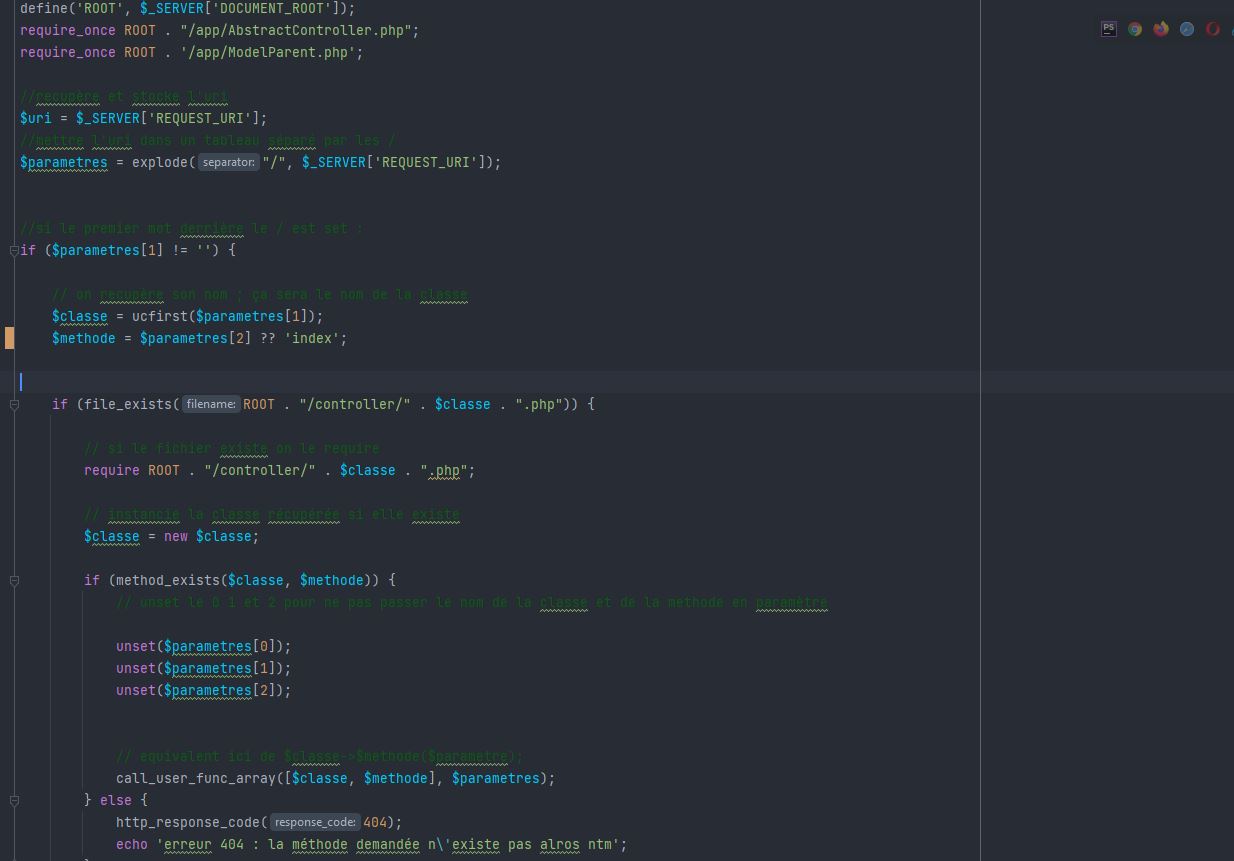 define('ROOT', $_SERVER['DOCUMENT_ROOT']);
require_once ROOT . "/app/AbstractController.php";
require_once ROOT . '/app/ModelParent.php';
//recupère et stocke l'uri
$uri = $_SERVER['REQUEST_URI'];
//mettre l'uri dans un tableau séparé par les /
$parametres = explode( separator: "/", $_SERVER['REQUEST_URI']);
//si le premier mot derrière le / est set :
if ($parametres[1] != '') {
// on recupère son nom ; ça sera le nom de la classe
$classe = ucfirst($parametres[1]);
$methode = $parametres[2] ?? 'index';
if (file_exists( filename: ROOT . "/controller/" . $classe . ".php")) {
// si le fichier existe on le require
require ROOT . "/controller/" . $classe . ".php";
// instancie la classe récupérée si elle existe
$classe = new $classe;
if (method_exists($classe, $methode)) {
// unset le 0 1 et 2 pour ne pas passer le nom de la classe et de la methode en paramètre
unset($parametres[0]);
unset($parametres[1]);
unset($parametres[2]);
// equivalent ici de $classe->$methode($parametre);
call_user_func_array([$classe, $methode], $parametres);
} else {
http_response_code( response_code: 404);
echo 'erreur 404 : la méthode demandée n\'existe pas alros ntm';
PS